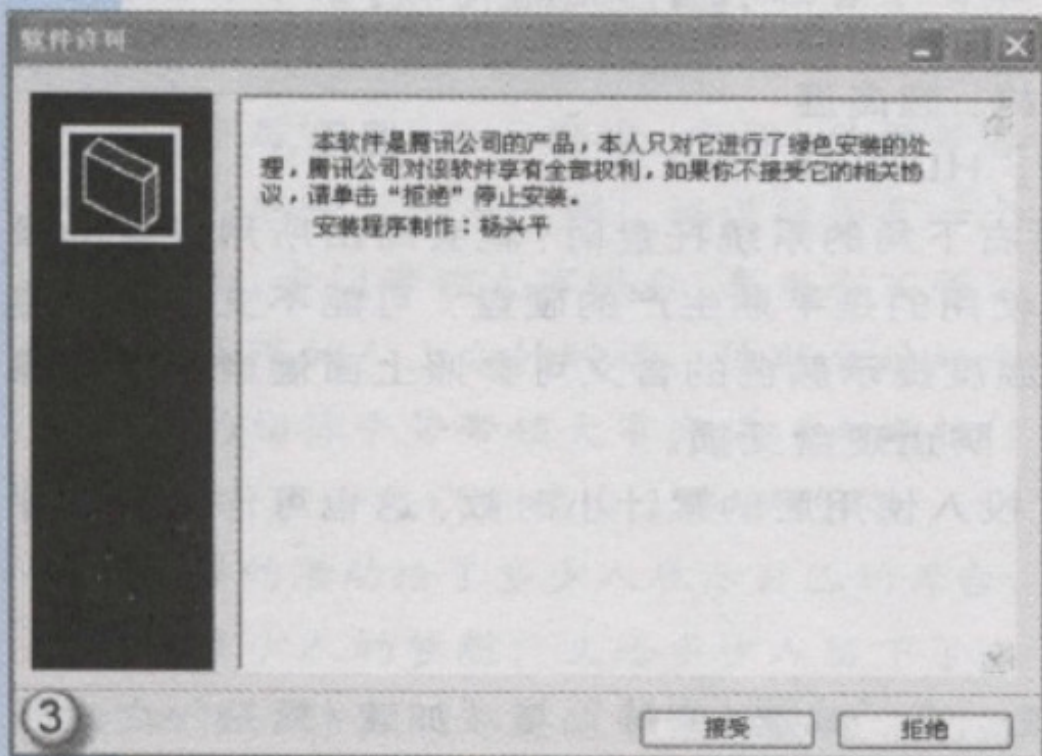 软件许可
本软件是腾讯公司的产品，本人只对它进行了绿色安装的处
理，腾讯公司对该软件享有全部权利，如果你不接受它的相关协
议，请单击“拒绝”停止安装。
安装程序制作：杨兴平
3
接受
拒绝